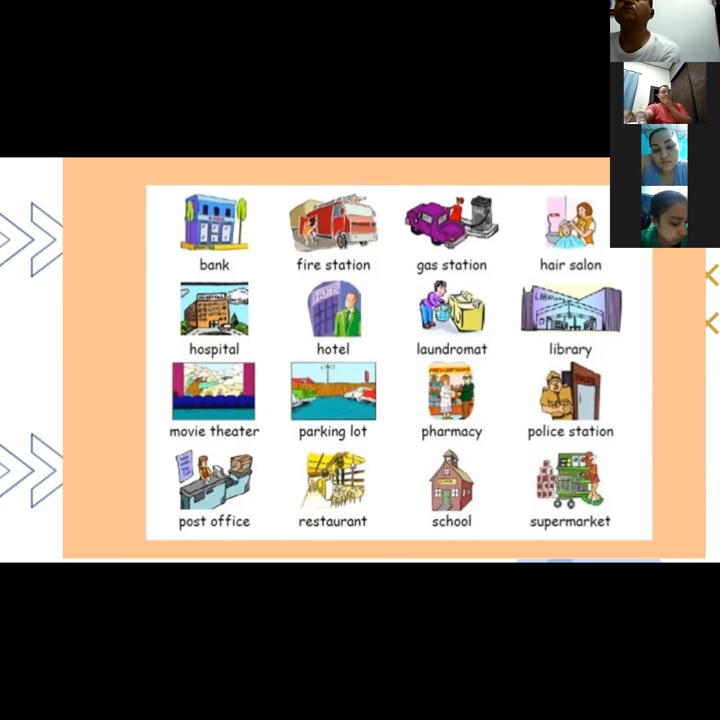 bank fire station gas station hair salon
hospital hotel laundromat library
movie theater parking lot pharmacy police station
post office restaurant school supermarket